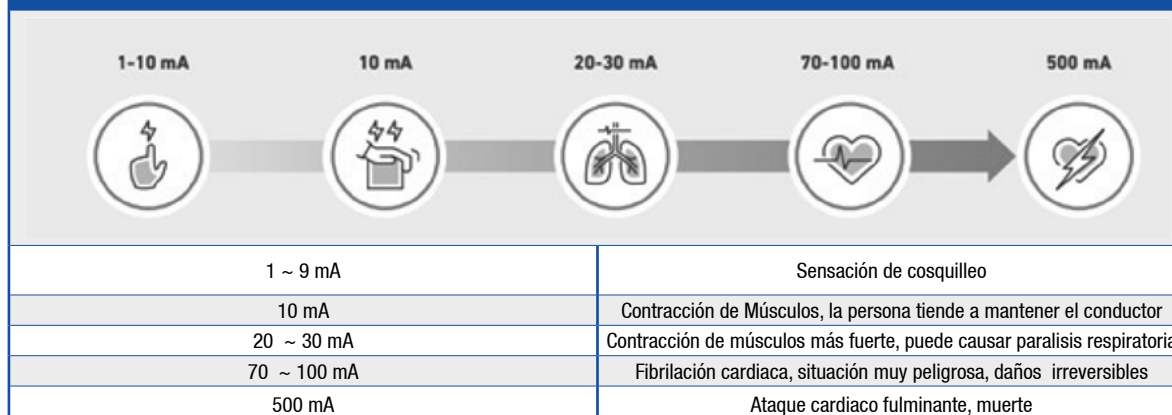 1-10 mA 10 mA 20-30 mA 70-100 mA 500 mA
1 ~ 9 mA Sensación de cosquilleo
10 mA Contracción de Músculos, la persona tiende a mantener el conductor
20 ~ 30 mA Contracción de músculos más fuerte, puede causar paralisis respiratoria
70 ~ 100 mA Fibrilación cardiaca, situación muy peligrosa, daños irreversibles
500 mA Ataque cardiaco fulminante, muerte